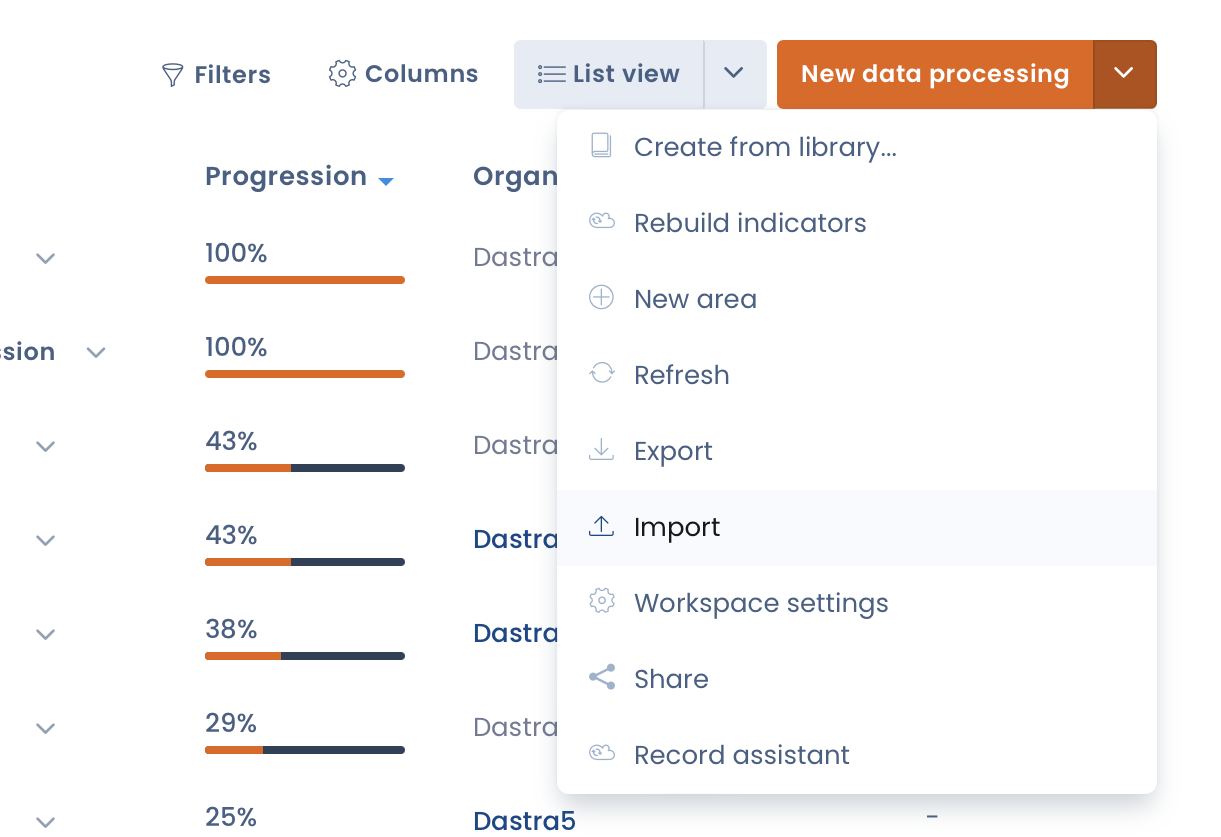 Filters
Columns
List view
New data processing
Create from library...
Rebuild indicators
New area
Refresh
Export
Import
Workspace settings
Share
Record assistant
Progression
Organ
100%
Dastra
ssion
100%
Dastra
43%
Dastra
43%
Dastra
38%
Dastra
29%
Dastra
25%
Dastra5
–